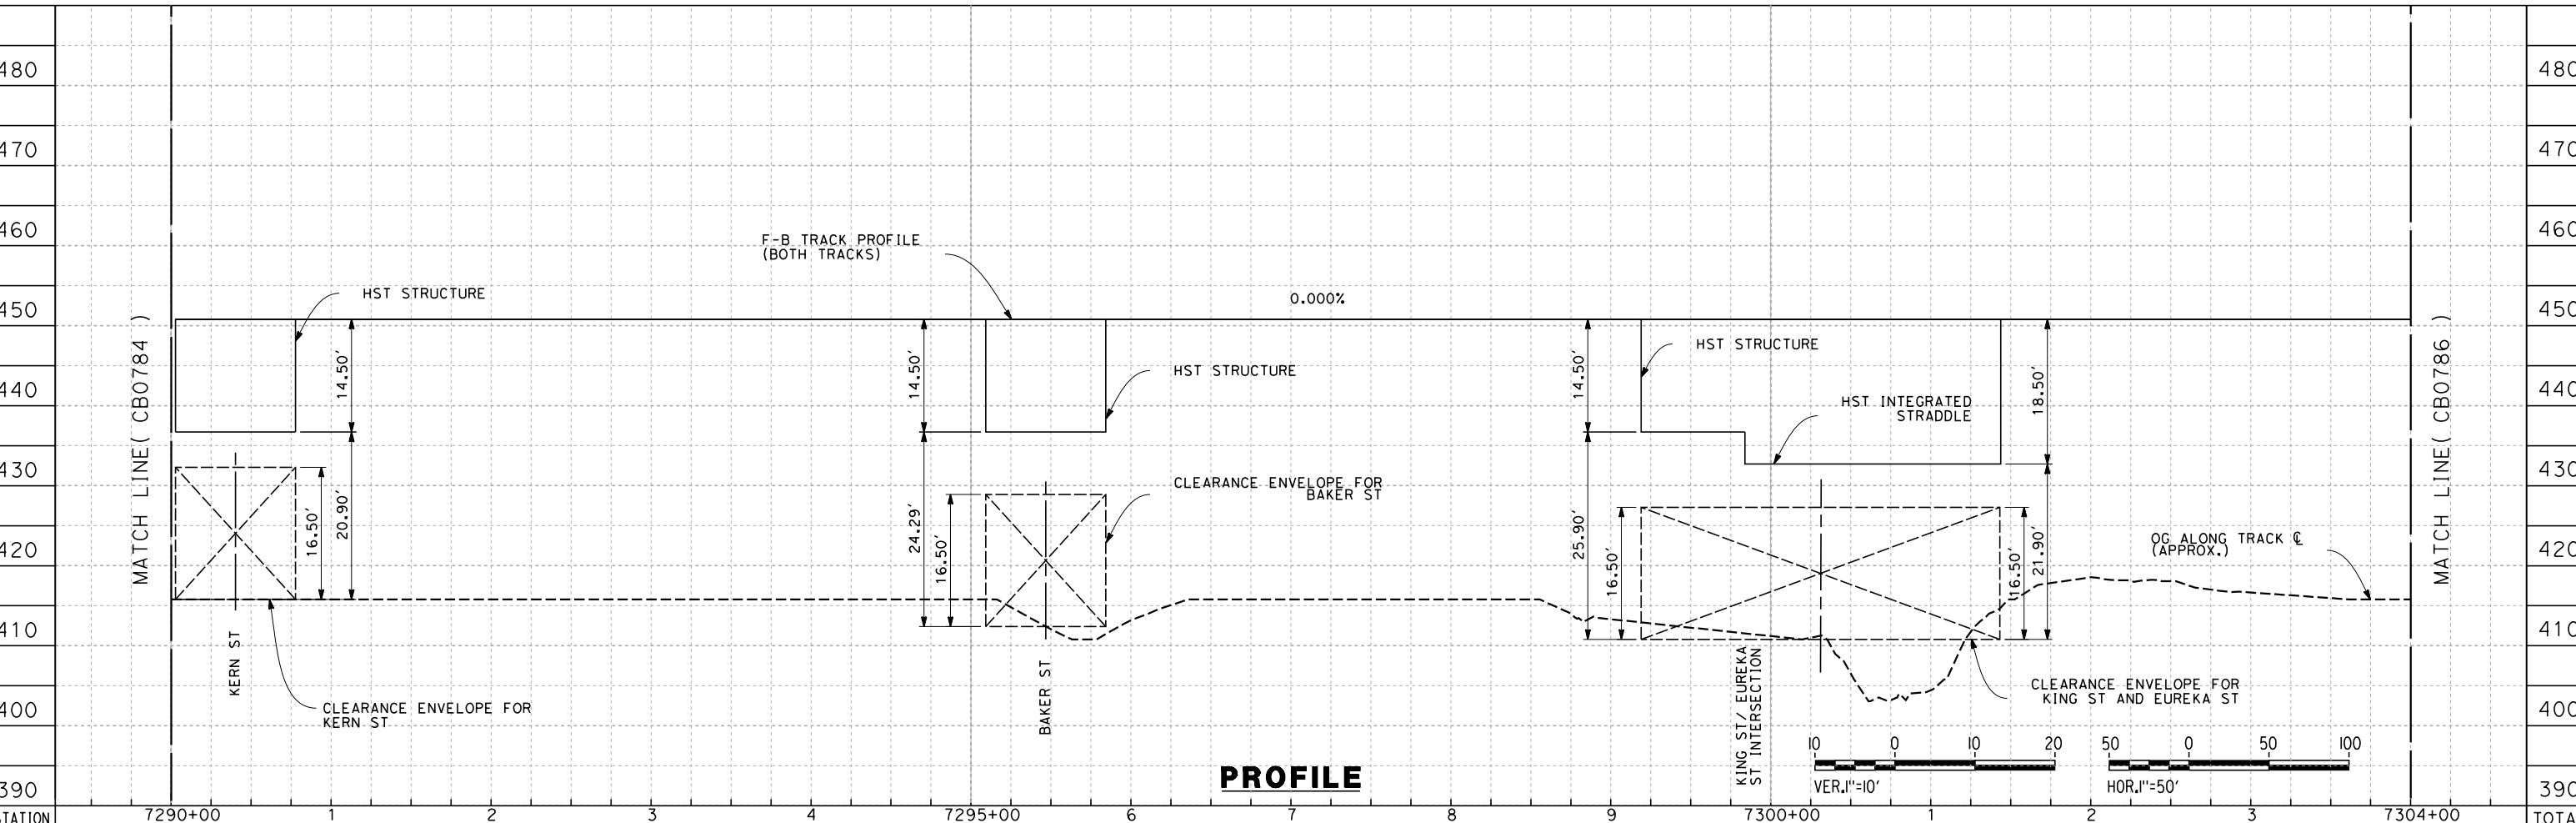 480
480
470
470
460
460
F-B TRACK PROFILE
(BOTH TRACKS)
450
HST STRUCTURE
0.000%
450
MATCH LINE( CB0784 )
14.50'
14.50'
HST STRUCTURE
14.50'
HST STRUCTURE
18.50'
MATCH LINE( CB0786 )
440
HST INTEGRATED
STRADDLE
440
430
430
16.50'
20.90'
24.29'
16.50'
CLEARANCE ENVELOPE FOR
BAKER ST
25.90'
16.50'
16.50'
21.90'
420
OG ALONG TRACK ℄
(APPROX.)
420
410
410
KERN ST
BAKER ST
KING ST/ EUREKA
ST INTERSECTION
CLEARANCE ENVELOPE FOR
KING ST AND EUREKA ST
400
CLEARANCE ENVELOPE FOR
KERN ST
400
10 0 10 20
50 0 50 100
VER.1"=10'
HOR.1"=50'
PROFILE
390
390
STATION 7290+00 1 2 3 4 7295+00 6 7 8 9 7300+00 1 2 3 7304+00 TOTA